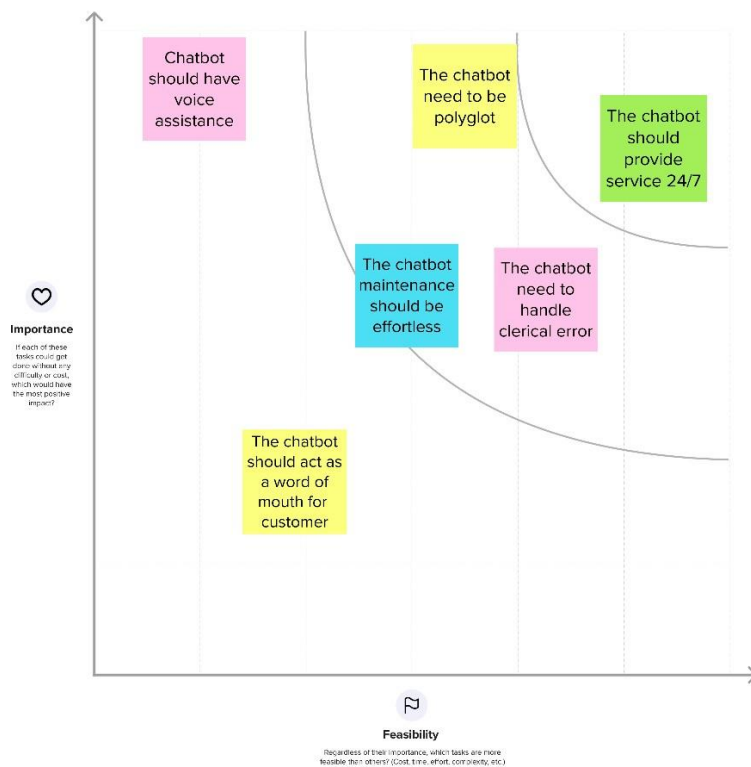 Chatbot
should have
voice
assistance
The chatbot
need to be
polyglot
The chatbot
should
provide
service 24/7
The chatbot
maintenance
should be
effortless
The chatbot
need to
handle
clerical error
Importance
If each of these
tasks could get
done without any
difficulty or cost,
which would have
the most positive
impact?
The chatbot
should act as
a word of
mouth for
customer
Feasibility
Regardless of their importance, which tasks are more
feasible than others? (Cost, time, effort, complexity, etc.)